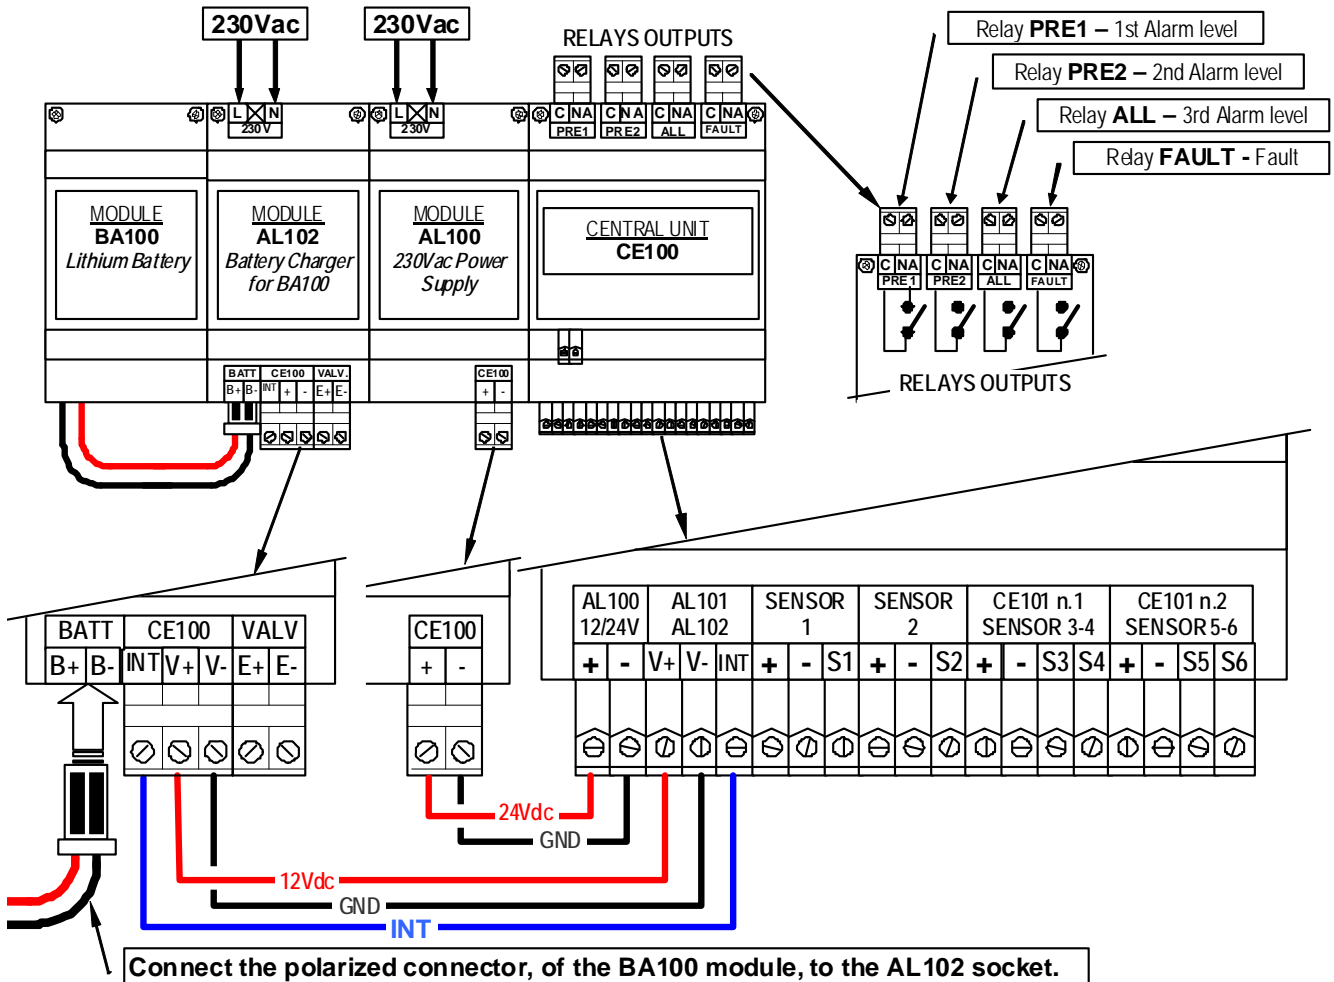 230Vac
230Vac
RELAYS OUTPUTS
Relay PRE1 – 1st Alarm level
Relay PRE2 – 2nd Alarm level
Relay ALL – 3rd Alarm level
Relay FAULT - Fault
L N
230V
L N
230V
C NA
PRE1
C NA
PRE2
C NA
ALL
C NA
FAULT
MODULE
BA100
Lithium Battery
MODULE
AL102
Battery Charger
for BA100
MODULE
AL100
230Vac Power
Supply
CENTRAL UNIT
CE100
C NA
PRE1
C NA
PRE2
C NA
ALL
C NA
FAULT
RELAYS OUTPUTS
BATT CE100 VALV.
B+ B- INT + - E+ E-
CE100
+ -
BATT CE100 VALV
B+ B- INT V+ V- E+ E-
CE100
+ -
AL100
12/24V
AL101
AL102
SENSOR
1
SENSOR
2
CE101 n.1
SENSOR 3-4
CE101 n.2
SENSOR 5-6
+ - V+ V- INT + - S1 + - S2 + - S3 S4 + - S5 S6
24Vdc
GND
12Vdc
GND
INT
Connect the polarized connector, of the BA100 module, to the AL102 socket.